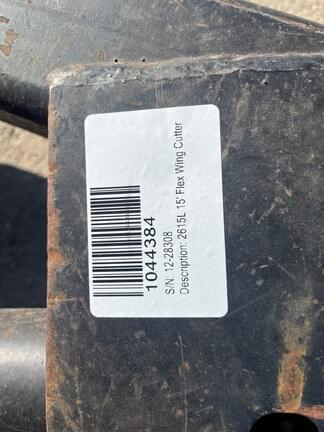 1044384
S/N: 12-28308
Description: 2615L 15' Flex Wing Cutter